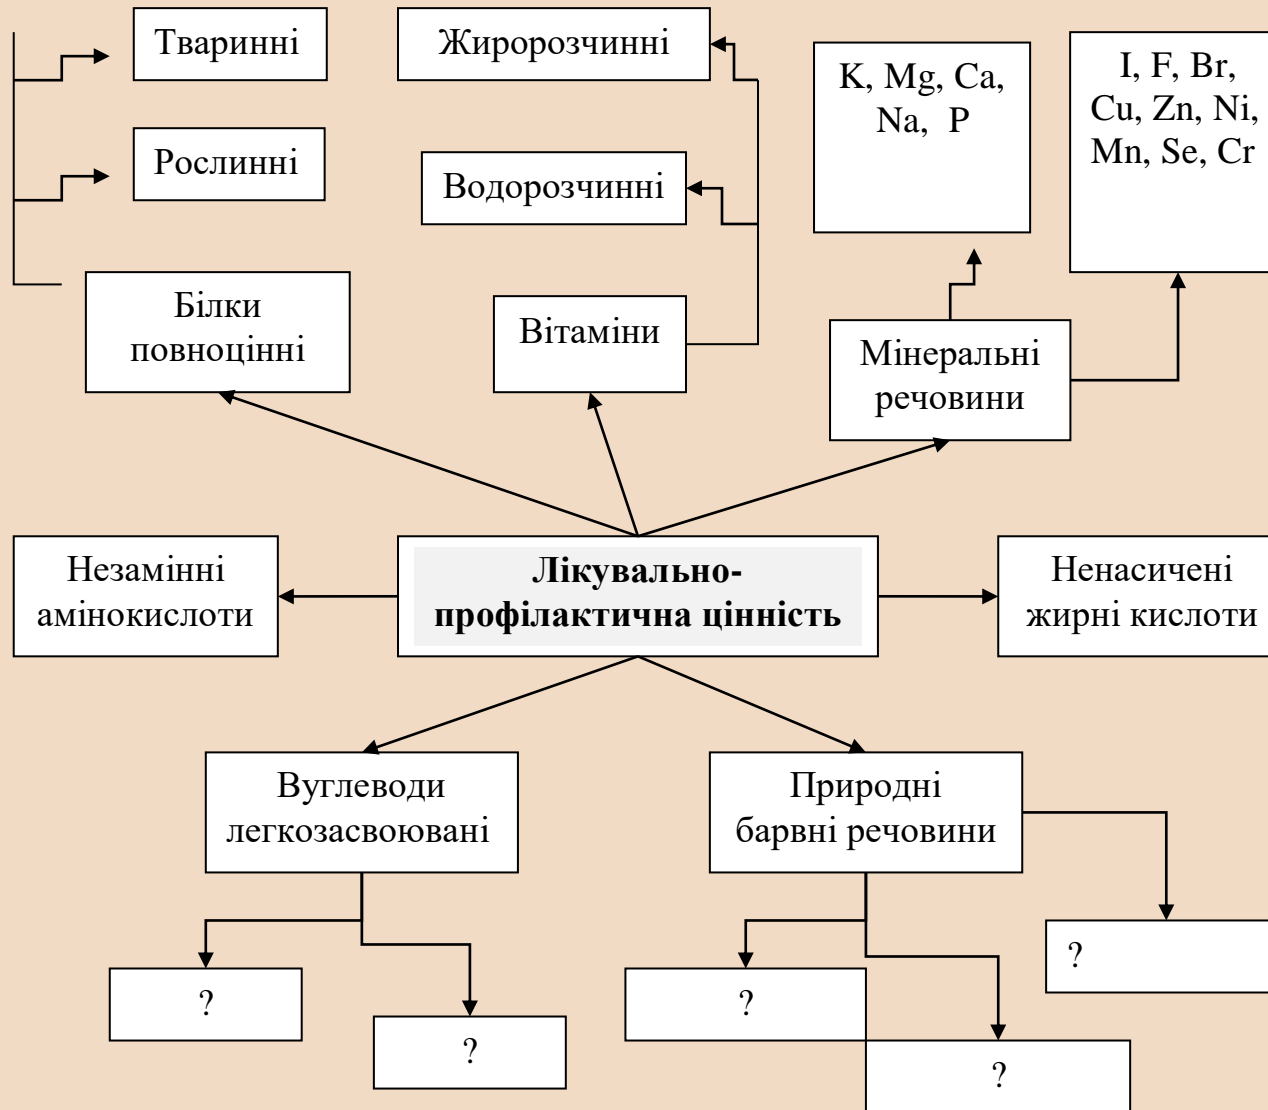 Тваринні
Жиророзчинні
K, Mg, Ca,
Na, P
I, F, Br,
Cu, Zn, Ni,
Mn, Se, Cr
Рослинні
Водорозчинні
Білки
повноцінні
Вітаміни
Мінеральні
речовини
Незамінні
амінокислоти
Лікувально-
профілактична цінність
Ненасичені
жирні кислоти
Вуглеводи
легкозасвоювані
Природні
барвні речовини
?
?
?
?
?